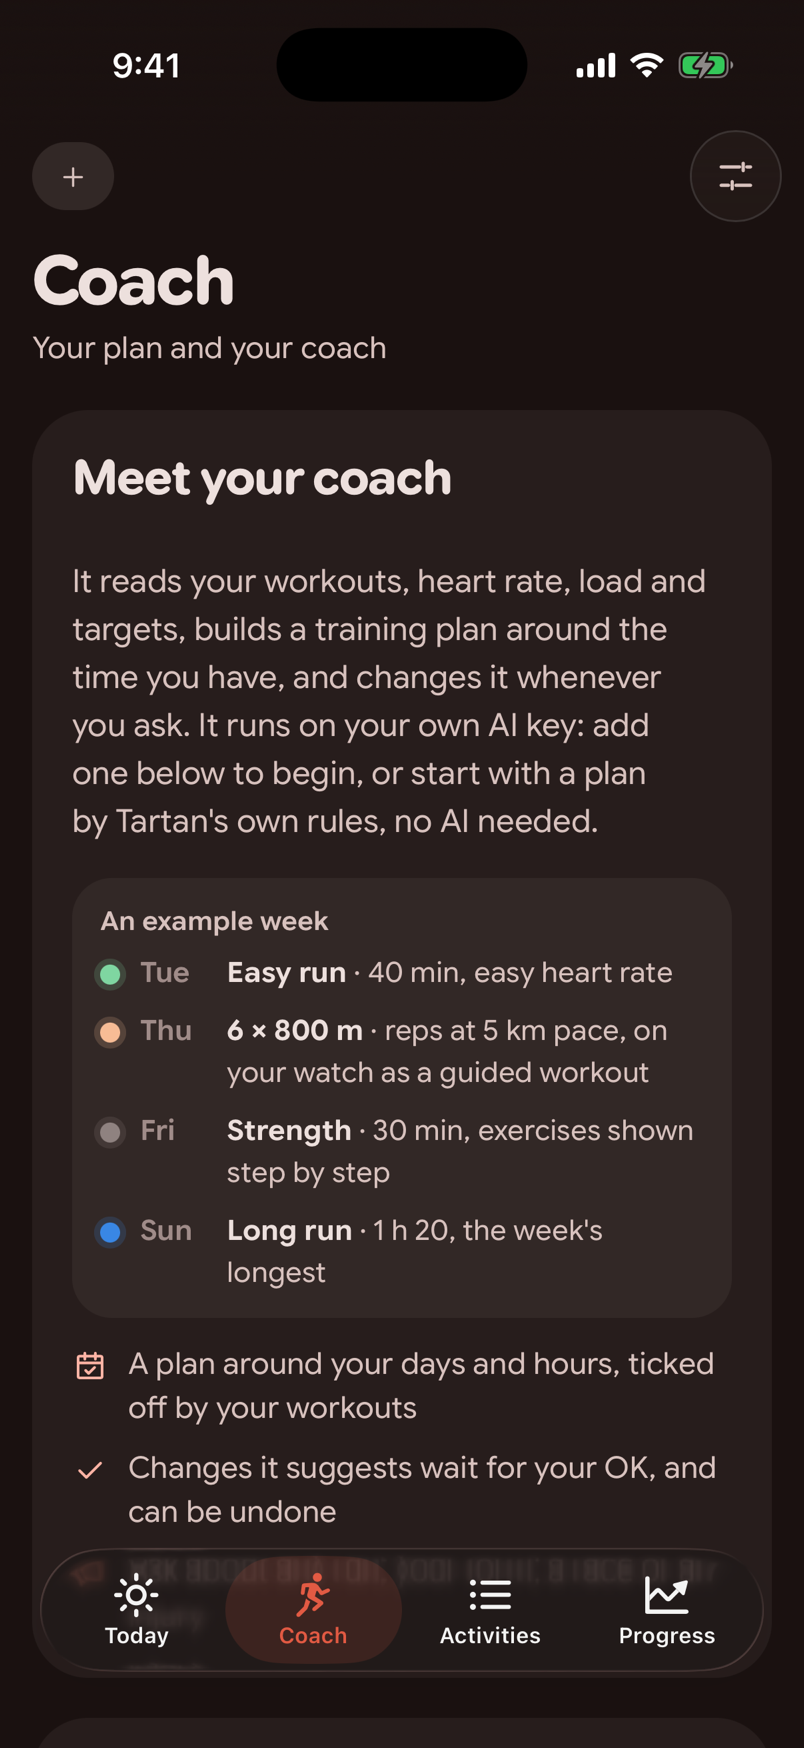 9:41
Coach
Your plan and your coach
Meet your coach
It reads your workouts, heart rate, load and
targets, builds a training plan around the
time you have, and changes it whenever
you ask. It runs on your own AI key: add
one below to begin, or start with a plan
by Tartan's own rules, no AI needed.
An example week
Tue Easy run · 40 min, easy heart rate
Thu 6 × 800 m · reps at 5 km pace, on
your watch as a guided workout
Fri Strength · 30 min, exercises shown
step by step
Sun Long run · 1 h 20, the week's
longest
A plan around your days and hours, ticked
off by your workouts
Changes it suggests wait for your OK, and
can be undone
Today Coach Activities Progress